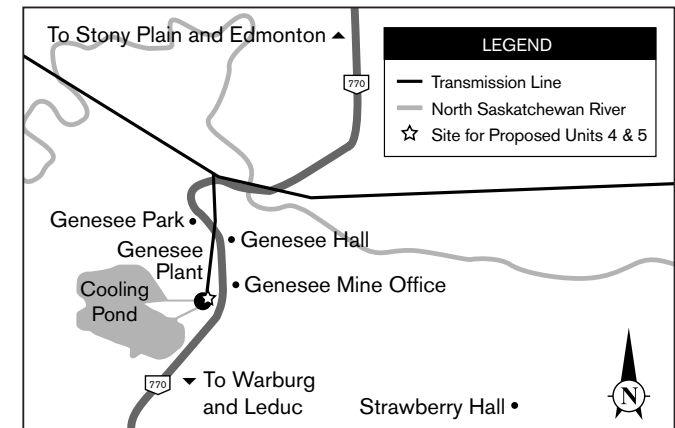 To Stony Plain and Edmonton
LEGEND
770
Transmission Line
North Saskatchewan River
Site for Proposed Units 4 & 5
Genesee Park
Genesee Hall
Genesee
Plant
Genesee Mine Office
Cooling
Pond
770
To Warburg
and Leduc
Strawberry Hall
N